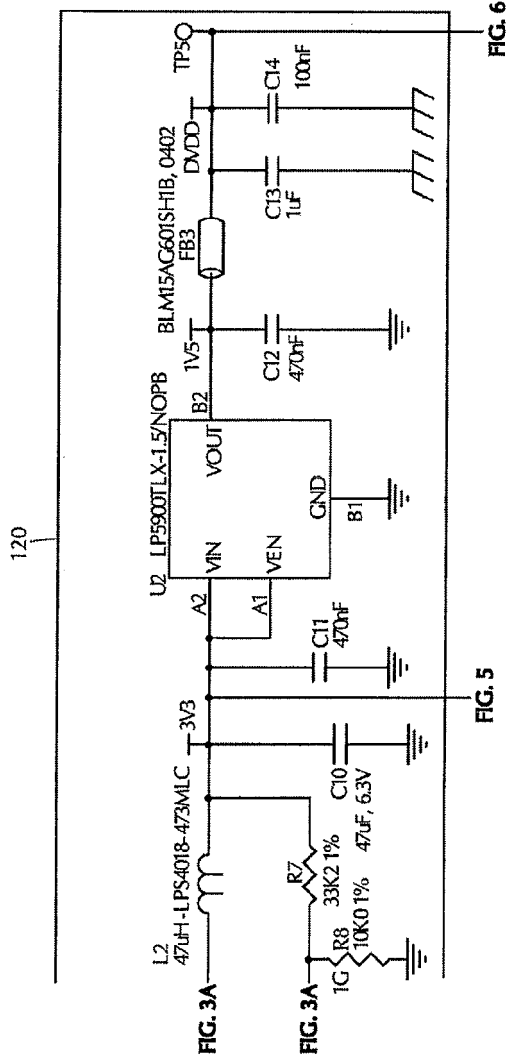 120
L2
47uH-LPS4018-473MLC
FIG. 3A
R7
33K2 1%
FIG. 3A
1G
R8
10K0 1%
3V3
C10
47uF, 6.3V
FIG. 5
C11
470nF
U2 LP5900TLX-1.5/NOPB
A2
VIN
A1
VEN
VOUT
B2
GND
B1
1V5
C12
470nF
BLM15AG601SH1B, 0402
FB3
DVDD
C13
1uF
C14
100nF
TP5
FIG. 6